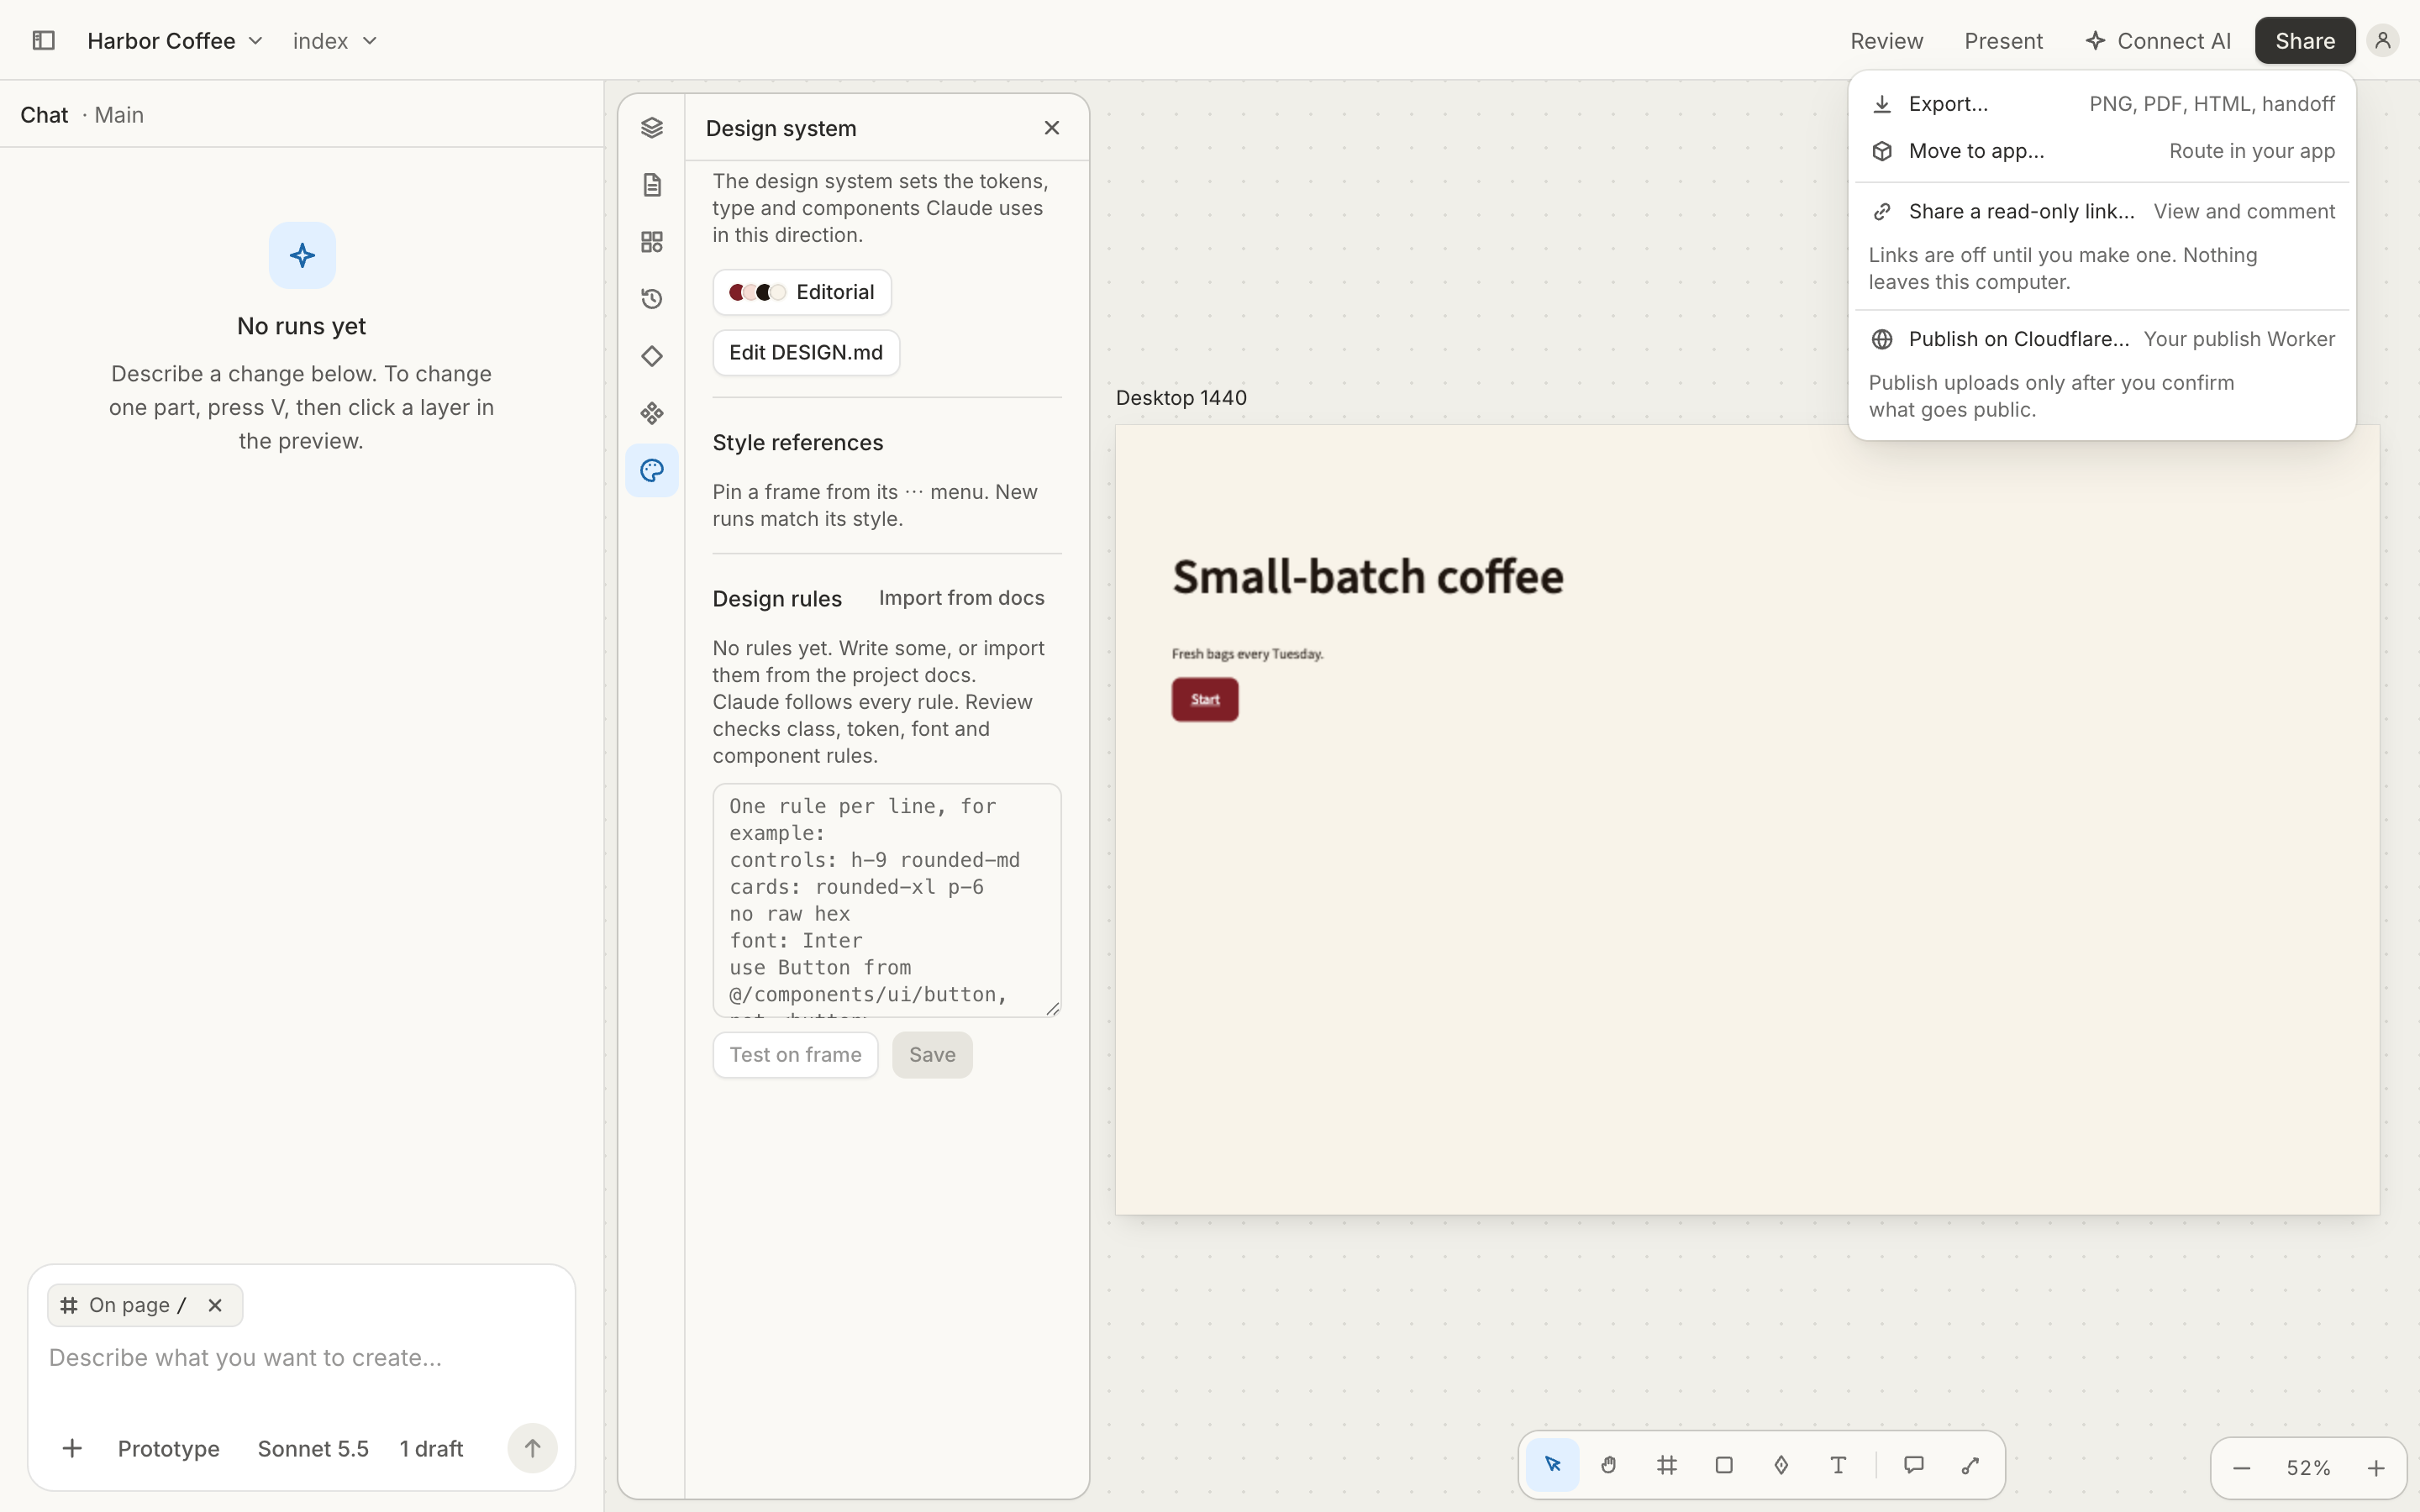 Harbor Coffee
index
Review
Present
Connect AI
Share
Chat · Main
No runs yet
Describe a change below. To change
one part, press V, then click a layer in
the preview.
On page /
Describe what you want to create...
Prototype
Sonnet 5.5
1 draft
Design system
The design system sets the tokens,
type and components Claude uses
in this direction.
Editorial
Edit DESIGN.md
Style references
Pin a frame from its ··· menu. New
runs match its style.
Design rules
Import from docs
No rules yet. Write some, or import
them from the project docs.
Claude follows every rule. Review
checks class, token, font and
component rules.
One rule per line, for
example:
controls: h-9 rounded-md
cards: rounded-xl p-6
no raw hex
font: Inter
use Button from
@/components/ui/button,
Test on frame
Save
Export... PNG, PDF, HTML, handoff
Move to app... Route in your app
Share a read-only link... View and comment
Links are off until you make one. Nothing
leaves this computer.
Publish on Cloudflare... Your publish Worker
Publish uploads only after you confirm
what goes public.
Desktop 1440
Small-batch coffee
Fresh bags every Tuesday.
Start
52%